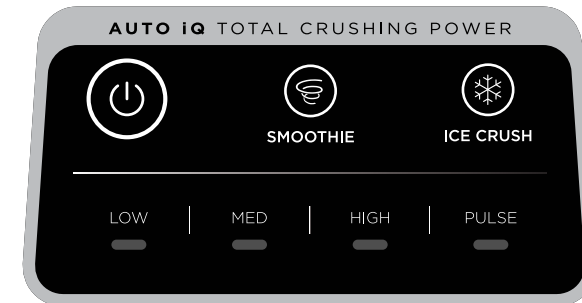 AUTO iQ TOTAL CRUSHING POWER
SMOOTHIE ICE CRUSH
LOW MED HIGH PULSE